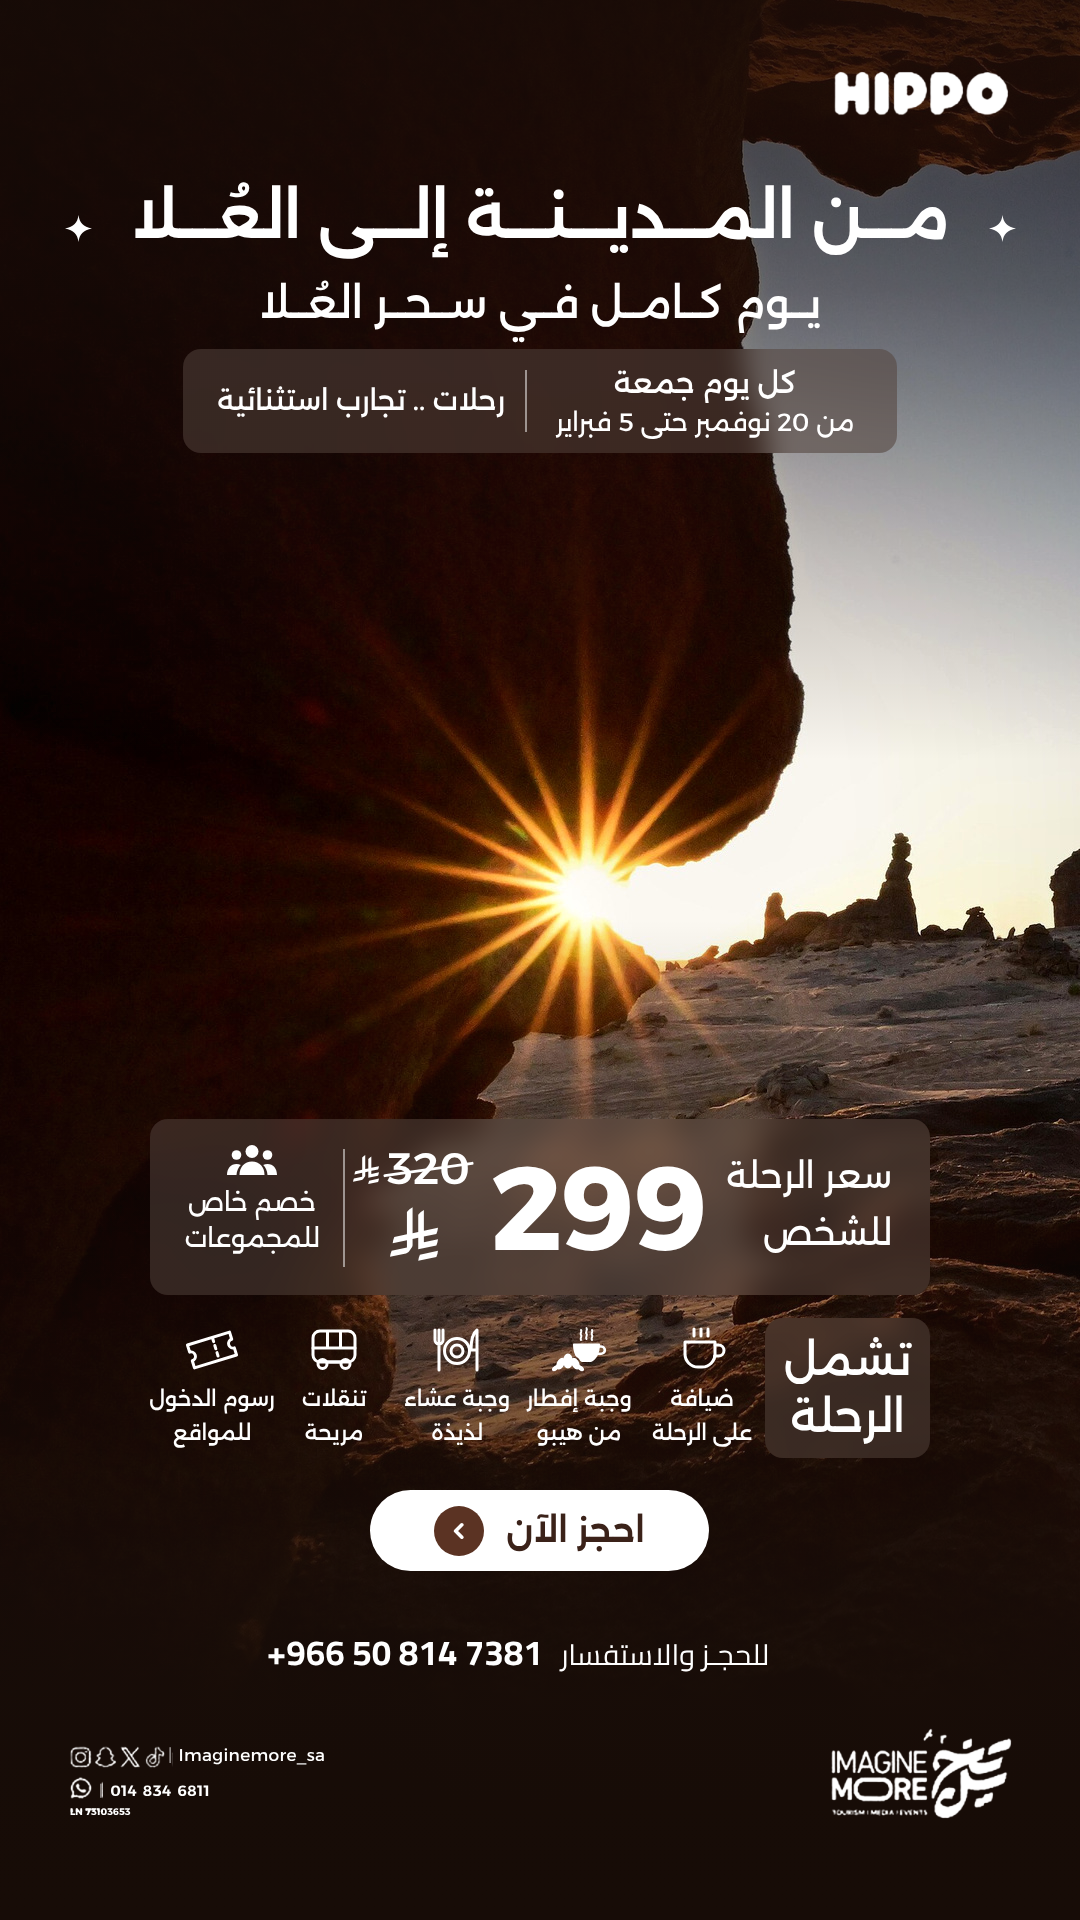 HIPPO
من المدينة إلى العُلا
يوم كامل في سحر العُلا
كل يوم جمعة
من 20 نوفمبر حتى 5 فبراير
رحلات .. تجارب استثنائية
سعر الرحلة
للشخص
299
320
خصم خاص
للمجموعات
تشمل
الرحلة
ضيافة
على الرحلة
وجبة إفطار
من هيبو
وجبة عشاء
لذيذة
تنقلات
مريحة
رسوم الدخول
للمواقع
احجز الآن
للحجز والاستفسار +966 50 814 7381
Imaginemore_sa
014 834 6811
LN 73103653
IMAGINE
MORE
TOURISM | MEDIA | EVENTS